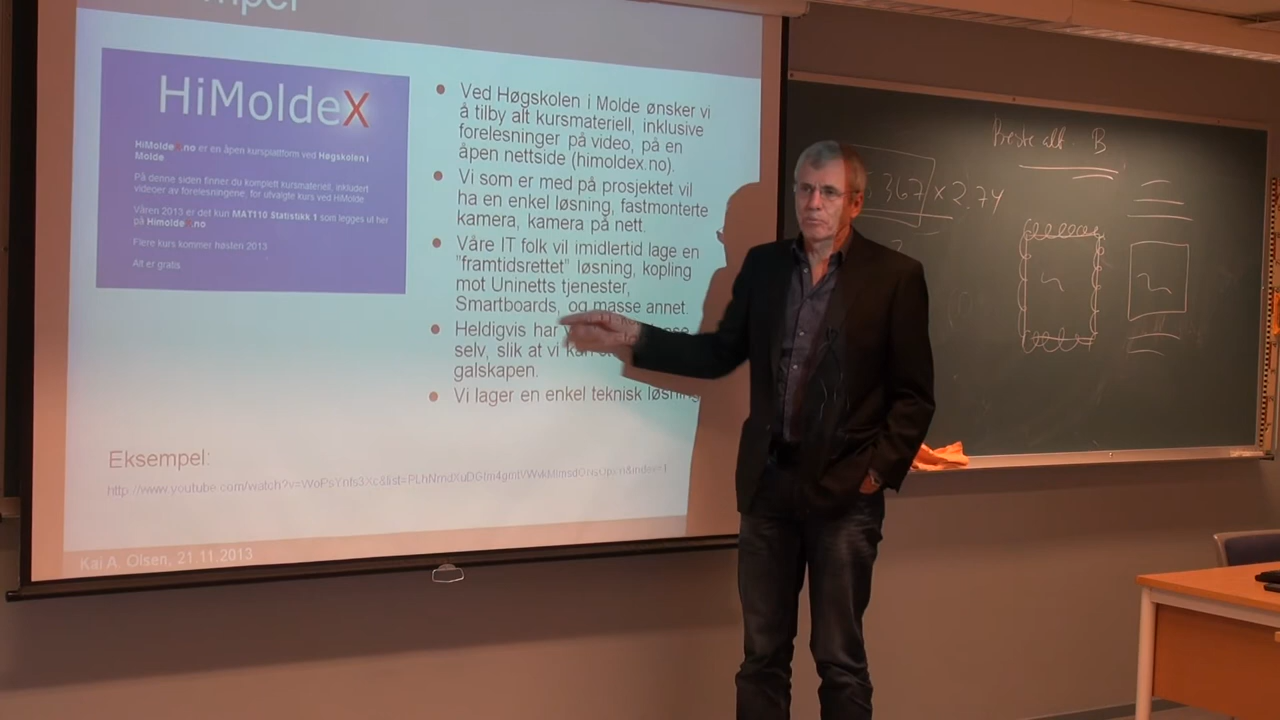 HiMoldeX
HiMoldeX.no er en åpen kursplattform ved Høgskolen i
Molde.
På denne siden finner du komplett kursmateriell, inkludert
videoer av forelesningene, for utvalgte kurs ved HiMolde.
Våren 2013 er det kun MAT110 Statistikk 1 som legges ut her
på HimoldeX.no
Flere kurs kommer høsten 2013
Alt er gratis
• Ved Høgskolen i Molde ønsker vi
å tilby alt kursmateriell, inklusive
forelesninger på video, på en
åpen nettside (himoldex.no).
• Vi som er med på prosjektet vil
ha en enkel løsning, fastmonterte
kamera, kamera på nett.
• Våre IT folk vil imidlertid lage en
"framtidsrettet" løsning, kopling
mot Uninetts tjenester,
Smartboards, og masse annet.
• Heldigvis har
selv, slik at vi
galskapen.
• Vi lager en enkel teknisk løsning
Eksempel:
Kai A. Olsen, 21.11.2013
Beste alt. B
5 367 x 2.74